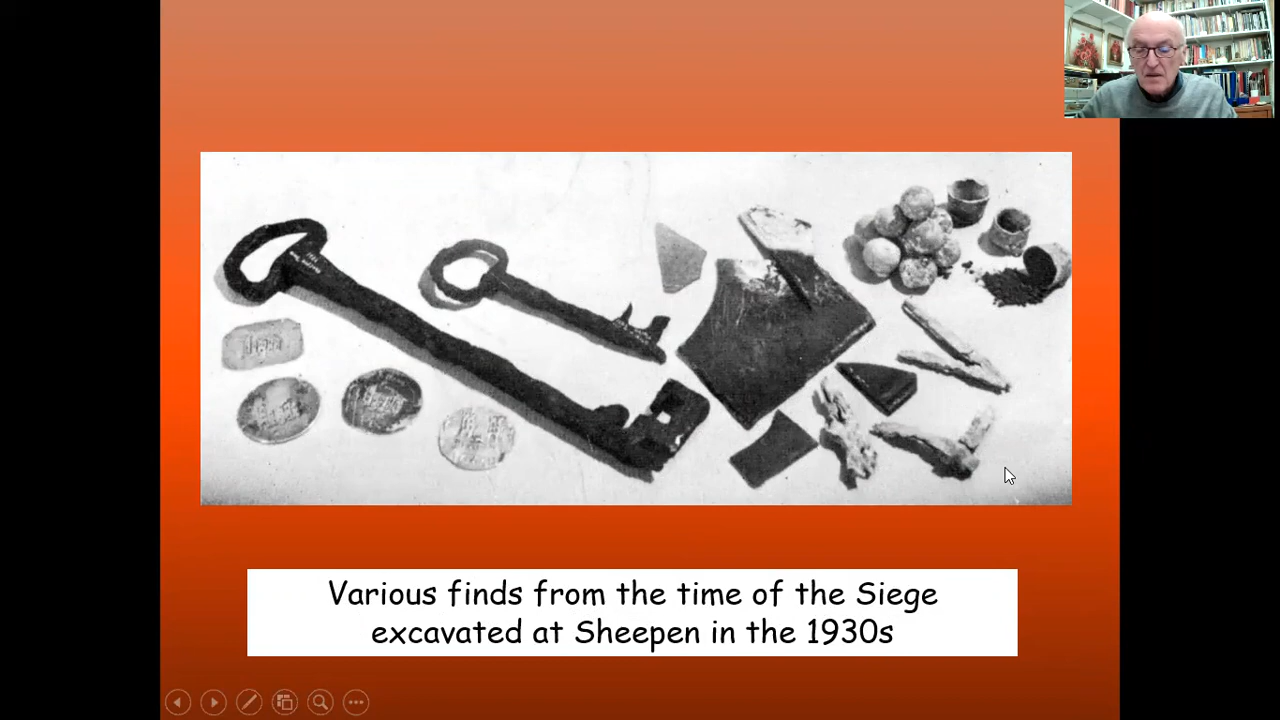 Various finds from the time of the Siege
excavated at Sheepen in the 1930s